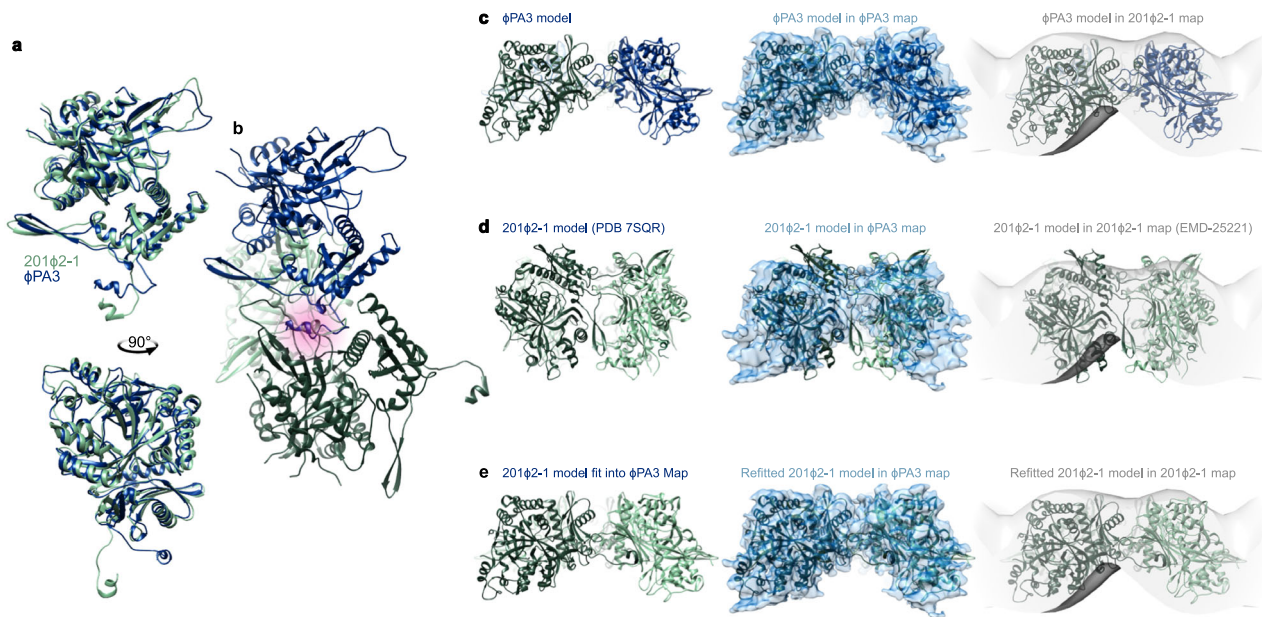 a
201ϕ2-1
ϕPA3
90°
b
c
ϕPA3 model
ϕPA3 model in ϕPA3 map
ϕPA3 model in 201ϕ2-1 map
d
201ϕ2-1 model (PDB 7SQR)
201ϕ2-1 model in ϕPA3 map
201ϕ2-1 model in 201ϕ2-1 map (EMD-25221)
e
201ϕ2-1 model fit into ϕPA3 Map
Refitted 201ϕ2-1 model in ϕPA3 map
Refitted 201ϕ2-1 model in 201ϕ2-1 map